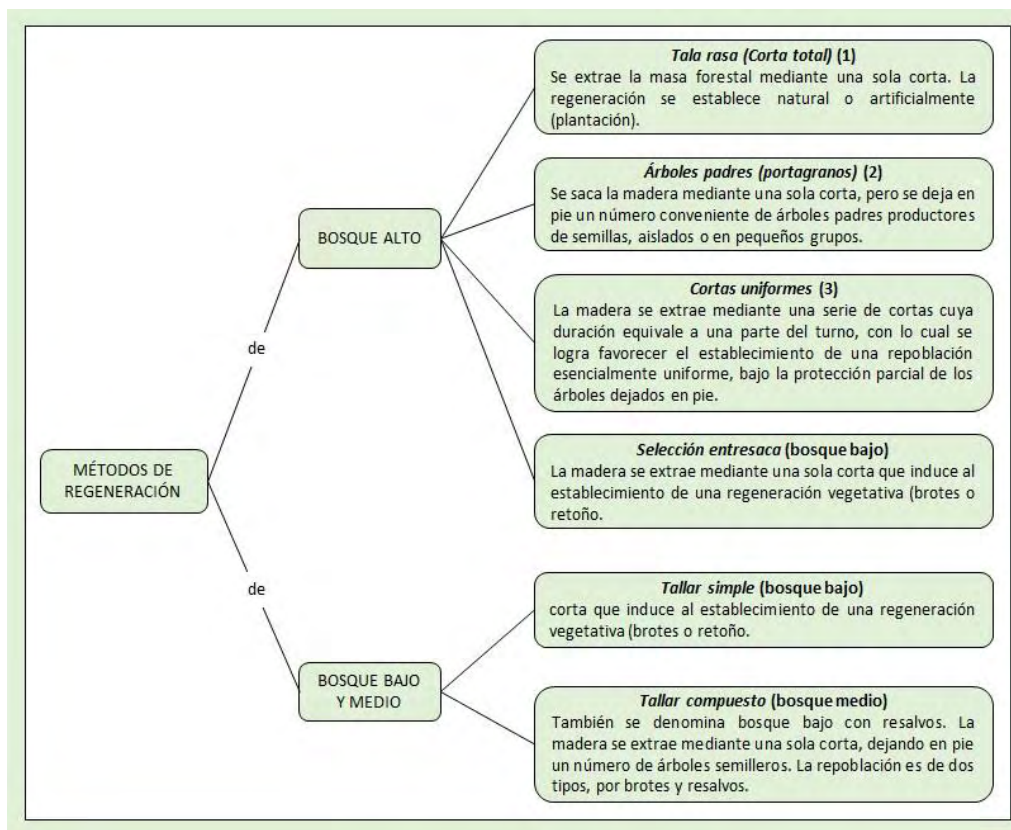 Tala rasa (Corta total) (1)
Se extrae la masa forestal mediante una sola corta. La
regeneración se establece natural o artificialmente
(plantación).
Árboles padres (portagranos) (2)
Se saca la madera mediante una sola corta, pero se deja en
pie un número conveniente de árboles padres productores
de semillas, aislados o en pequeños grupos.
BOSQUE ALTO
Cortas uniformes (3)
La madera se extrae mediante una serie de cortas cuya
duración equivale a una parte del turno, con lo cual se
logra favorecer el establecimiento de una repoblación
esencialmente uniforme, bajo la protección parcial de los
árboles dejados en pie.
de
Selección entresaca (bosque bajo)
La madera se extrae mediante una sola corta que induce al
establecimiento de una regeneración vegetativa (brotes o
retoño.
MÉTODOS DE
REGENERACIÓN
de
Tallar simple (bosque bajo)
corta que induce al establecimiento de una regeneración
vegetativa (brotes o retoño.
BOSQUE BAJO
Y MEDIO
Tallar compuesto (bosque medio)
También se denomina bosque bajo con resalvos. La
madera se extrae mediante una sola corta, dejando en pie
un número de árboles semilleros. La repoblación es de dos
tipos, por brotes y resalvos.